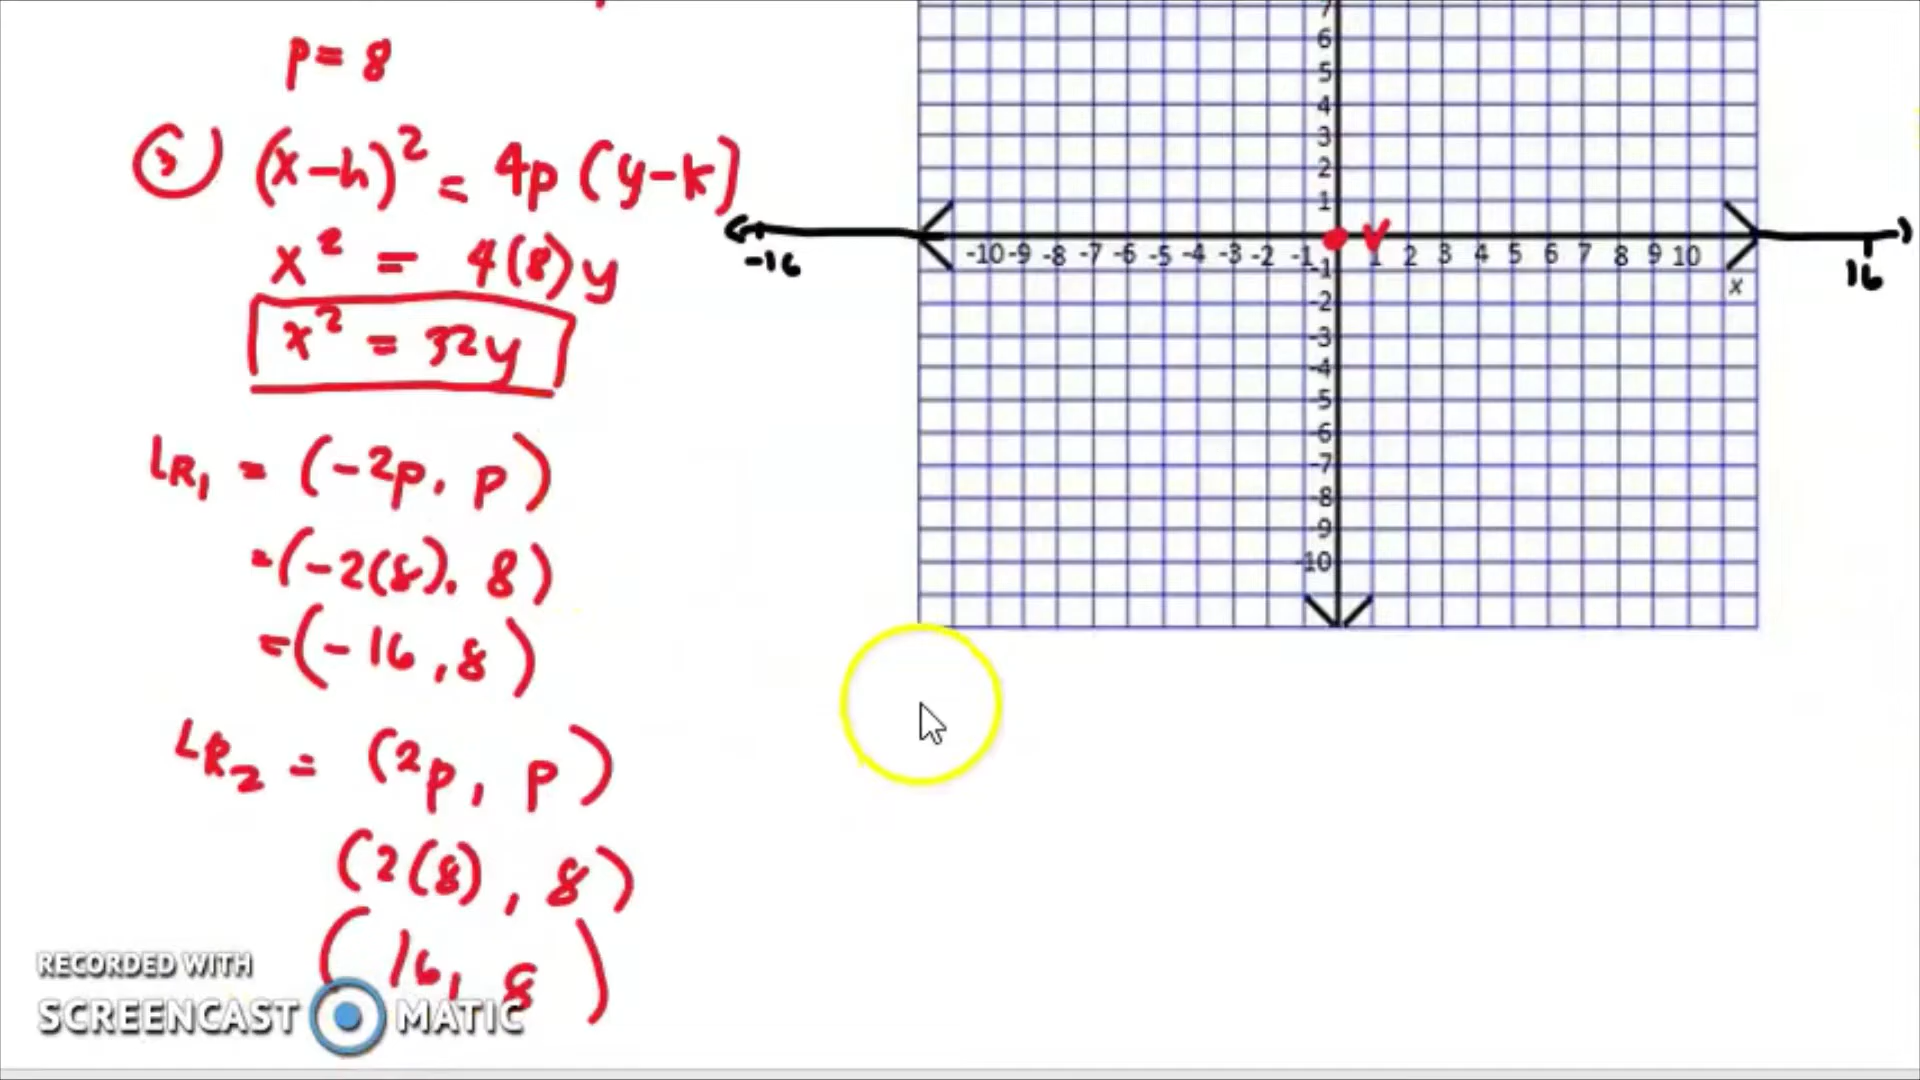 p = 8
③ (x-h)² = 4p (y-k)
x² = 4(8)y
x² = 32y
LR₁ = (-2p, p)
= (-2(8), 8)
= (-16, 8)
LR₂ = (2p, p)
(2(8), 8)
(16, 8)
7
6
5
4
3
2
1
-16 -10 -9 -8 -7 -6 -5 -4 -3 -2 -1 V 1 2 3 4 5 6 7 8 9 10 16
x
-1
-2
-3
-4
-5
-6
-7
-8
-9
-10
RECORDED WITH
SCREENCAST MATIC